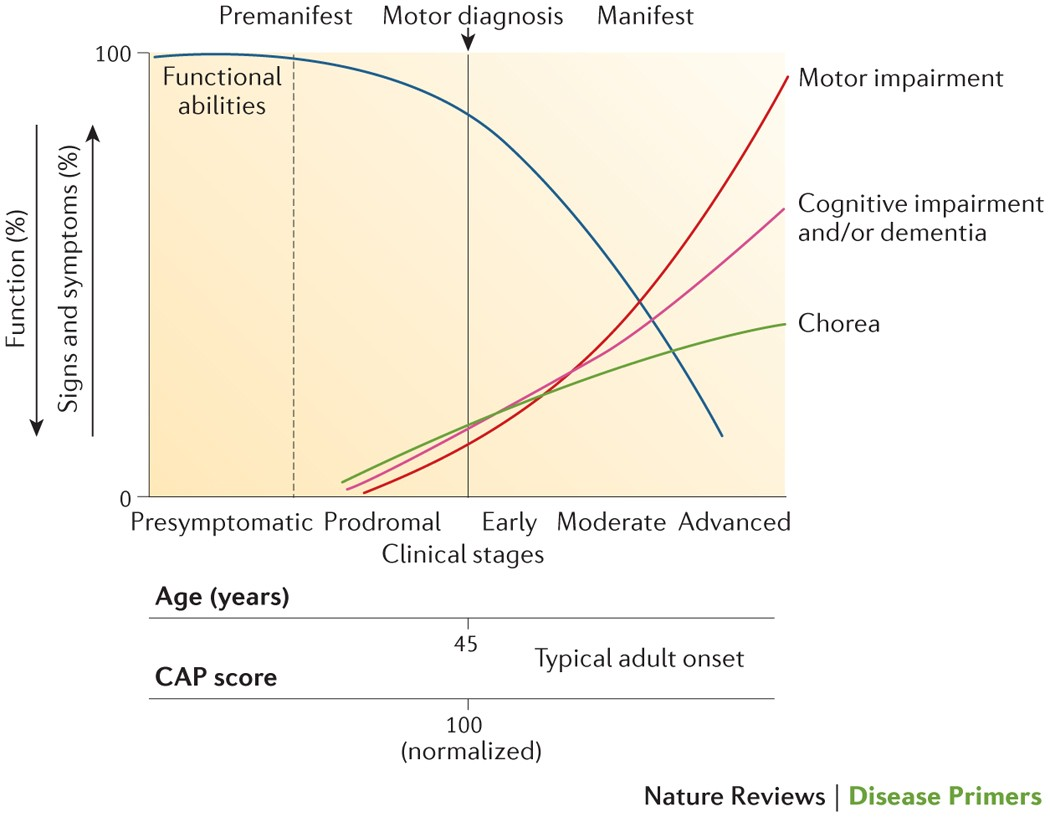 Premanifest
Motor diagnosis
Manifest
100
Functional
abilities
Motor impairment
Cognitive impairment
and/or dementia
Chorea
Function (%)
Signs and symptoms (%)
0
Presymptomatic
Prodromal
Early
Moderate
Advanced
Clinical stages
Age (years)
45
Typical adult onset
CAP score
100
(normalized)
Nature Reviews | Disease Primers